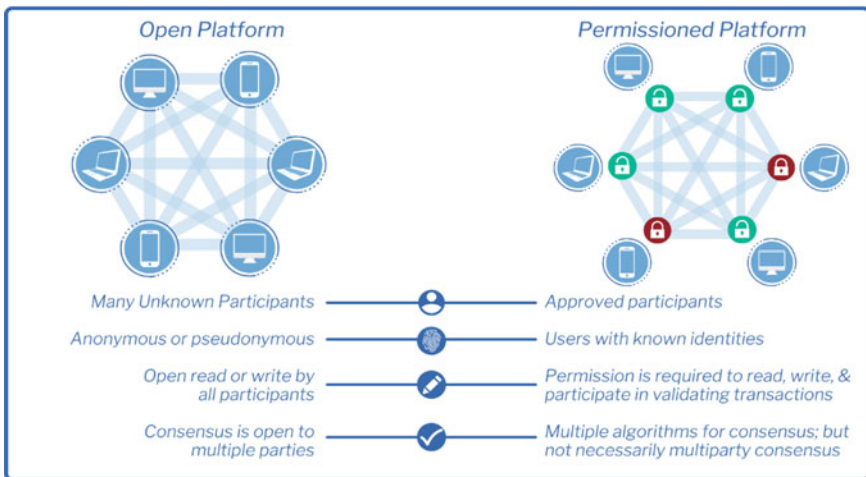 Open Platform
Permissioned Platform
Many Unknown Participants
Approved participants
Anonymous or pseudonymous
Users with known identities
Open read or write by
all participants
Permission is required to read, write, &
participate in validating transactions
Consensus is open to
multiple parties
Multiple algorithms for consensus; but
not necessarily multiparty consensus